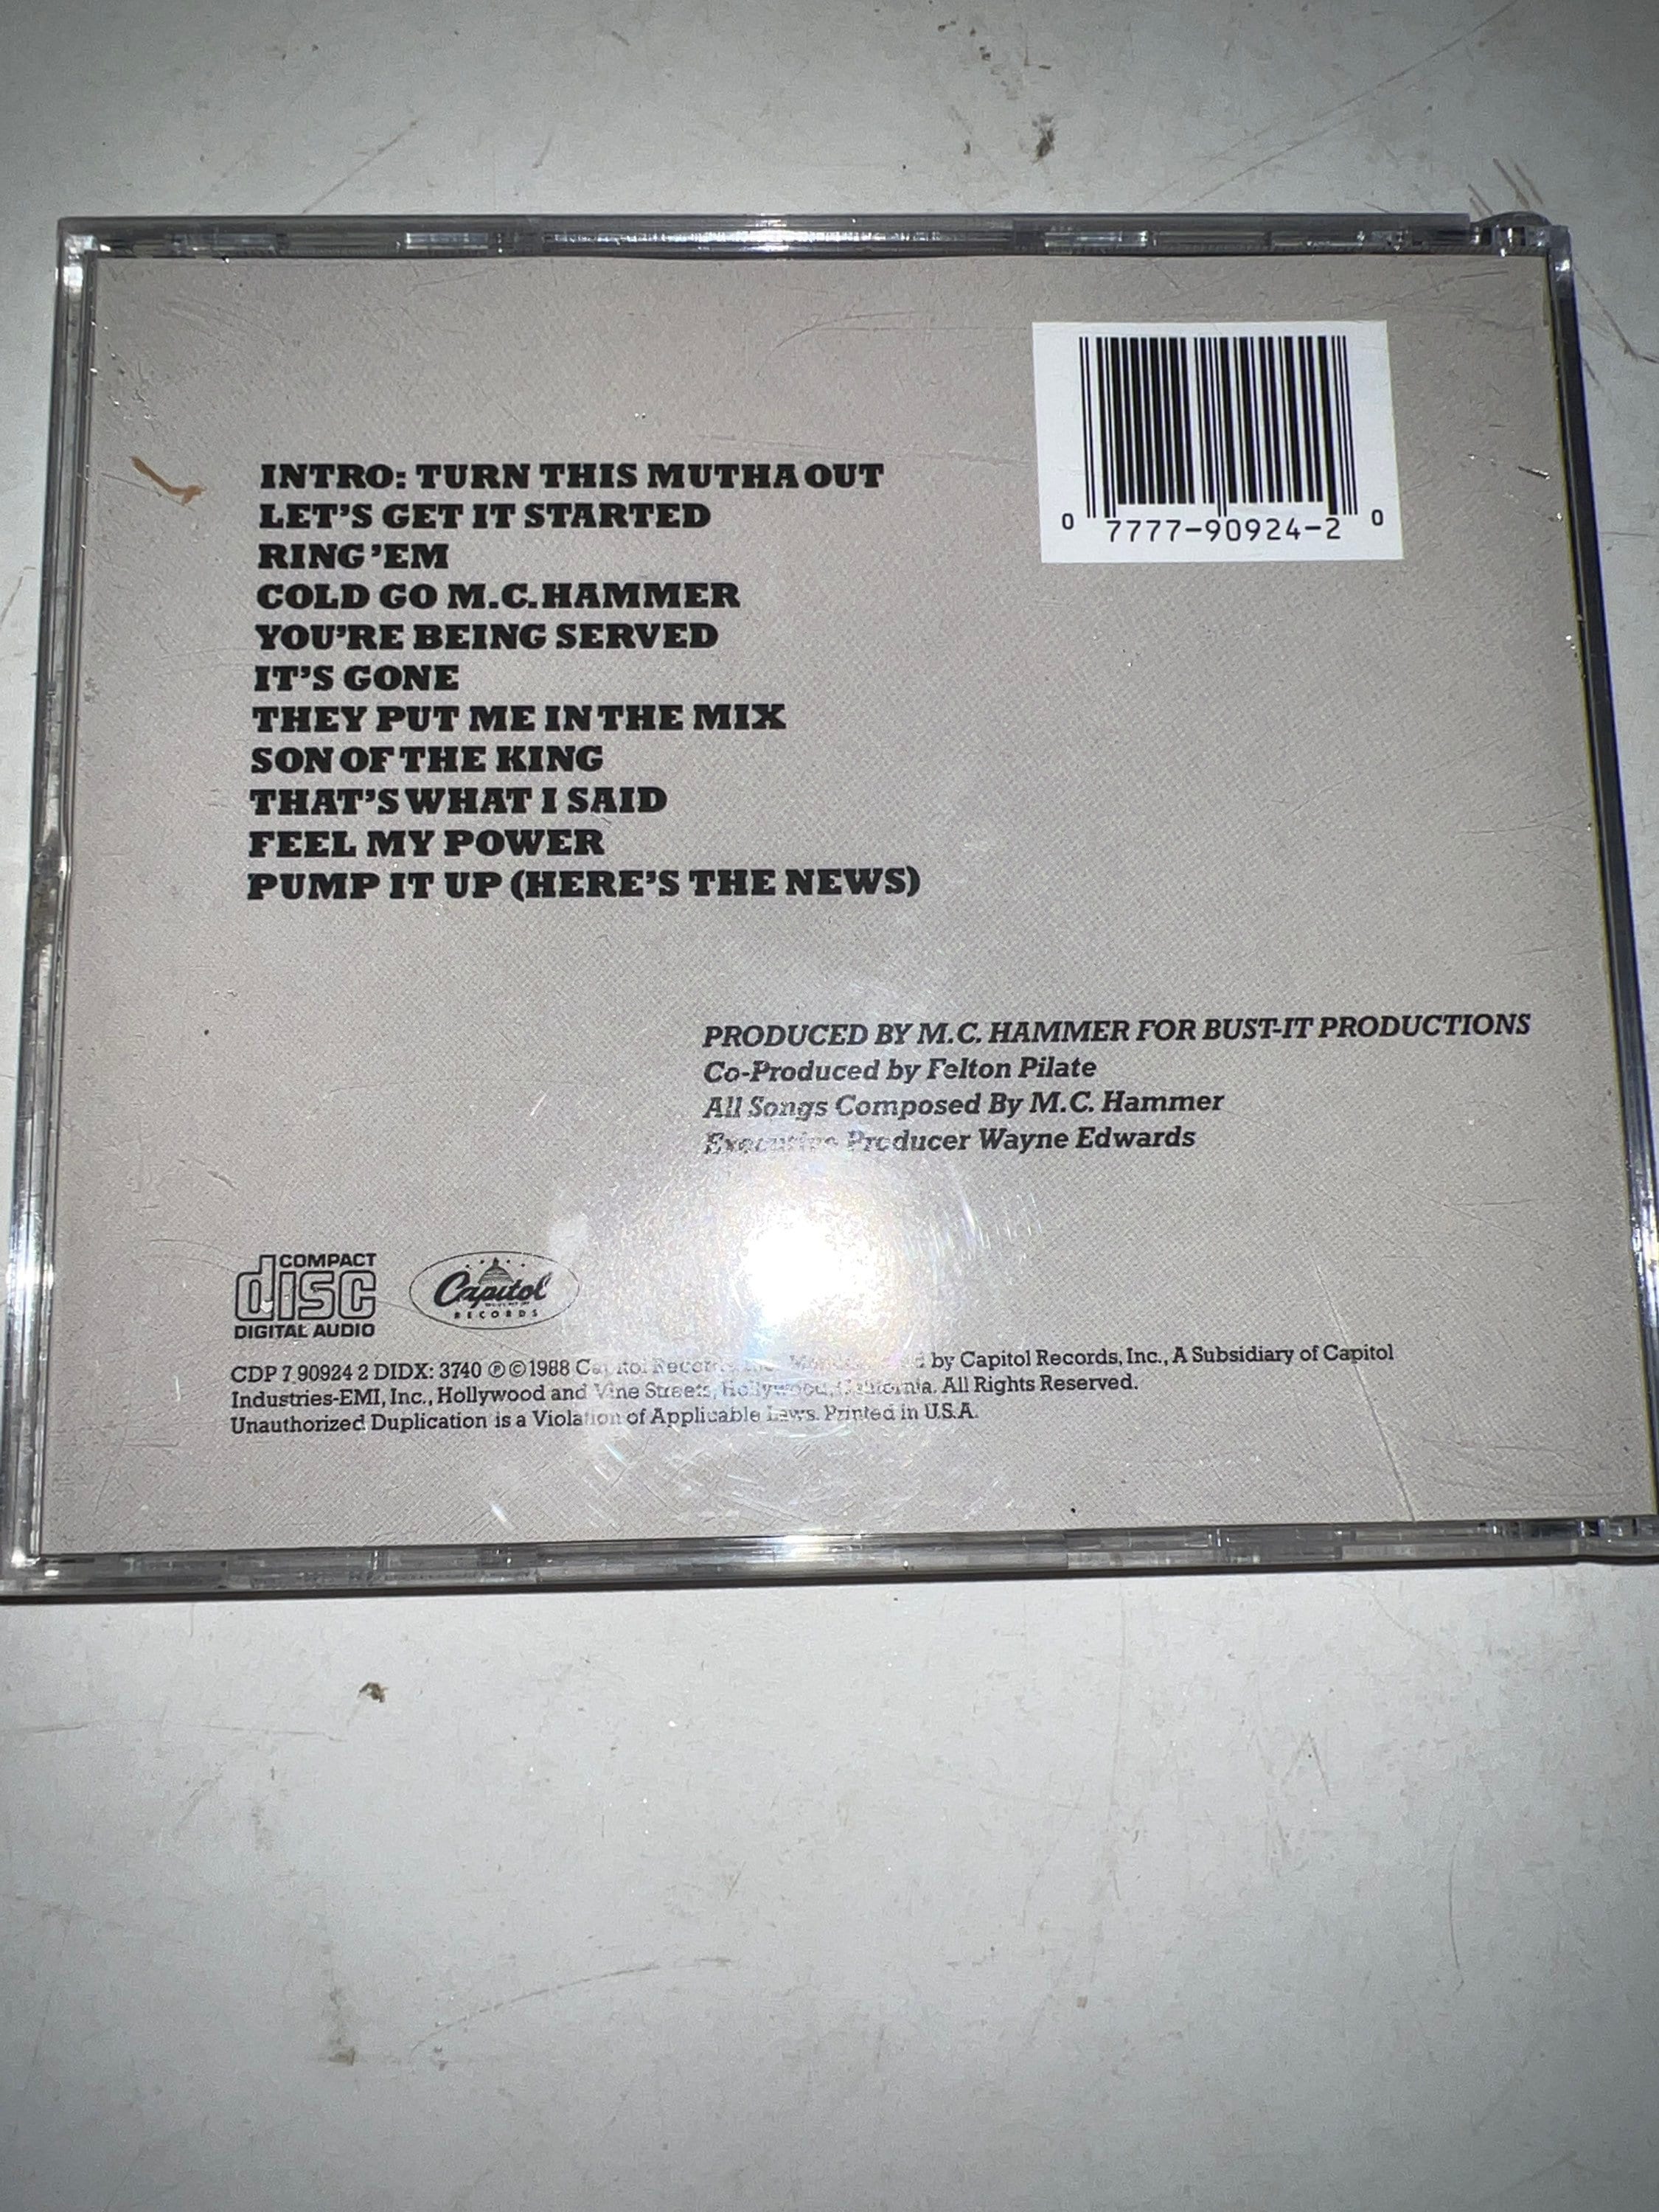 0 7777-90924-2 0
INTRO: TURN THIS MUTHA OUT
LET'S GET IT STARTED
RING 'EM
COLD GO M.C. HAMMER
YOU'RE BEING SERVED
IT'S GONE
THEY PUT ME IN THE MIX
SON OF THE KING
THAT'S WHAT I SAID
FEEL MY POWER
PUMP IT UP (HERE'S THE NEWS)
PRODUCED BY M.C. HAMMER FOR BUST-IT PRODUCTIONS
Co-Produced by Felton Pilate
All Songs Composed By M.C. Hammer
Executive Producer Wayne Edwards
COMPACT
disc
DIGITAL AUDIO
Capitol
RECORDS
CDP 7 90924 2 DIDX: 3740 ℗©1988 Capitol Records, by Capitol Records, Inc., A Subsidiary of Capitol
Industries-EMI, Inc., Hollywood and Vine Streets, Hollywood, California. All Rights Reserved.
Unauthorized Duplication is a Violation of Applicable Laws. Printed in U.S.A.